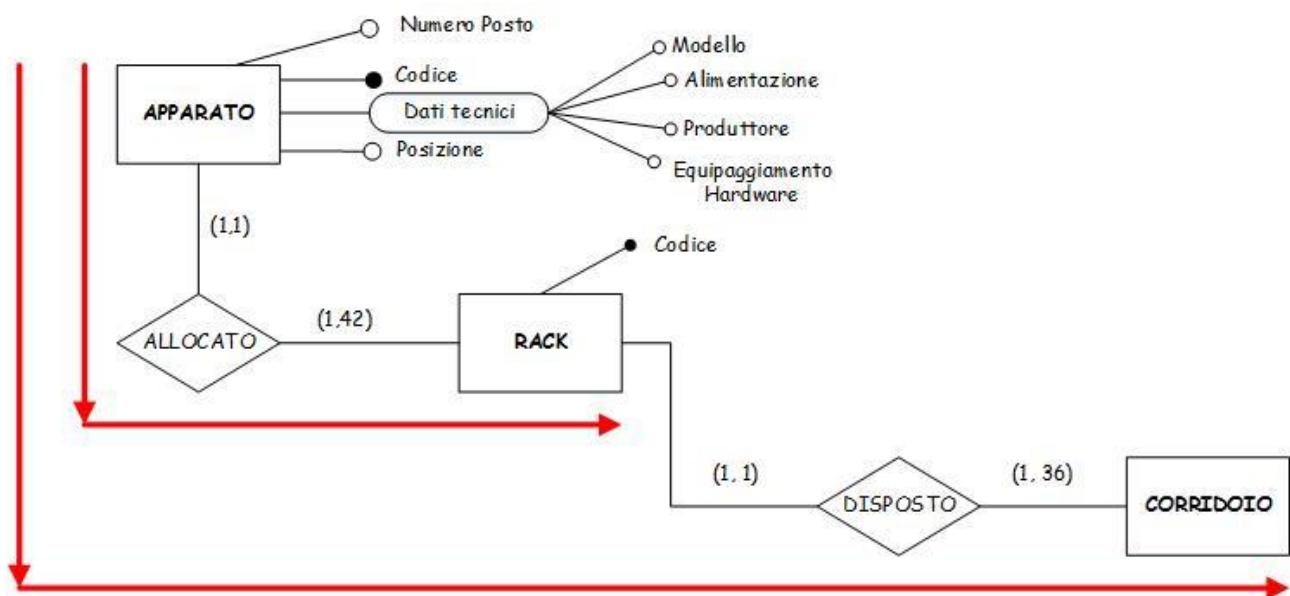 Numero Posto
Codice
APPARATO
Dati tecnici
Posizione
Modello
Alimentazione
Produttore
Equipaggiamento
Hardware
(1,1)
Codice
ALLOCATO
(1,42)
RACK
(1, 1)
DISPOSTO
(1, 36)
CORRIDOIO